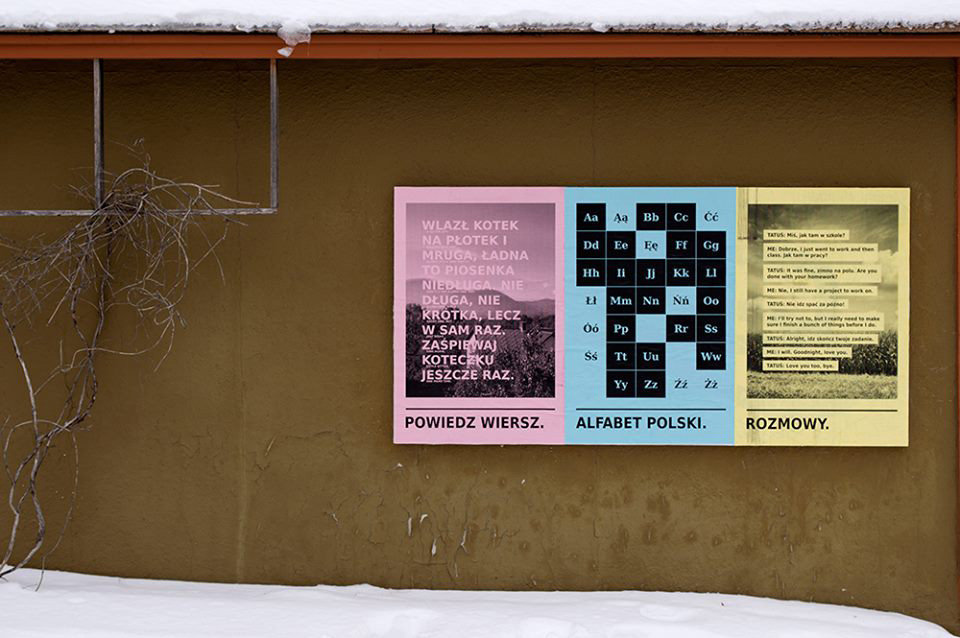 WLAZŁ KOTEK
NA PŁOTEK I
MRUGA, ŁADNA
TO PIOSENKA
NIEDŁUGA. NIE
DŁUGA, NIE
KRÓTKA, LECZ
W SAM RAZ.
ZAŚPIEWAJ
KOTECZKU
JESZCZE RAZ.
POWIEDZ WIERSZ.
Aa Ąą Bb Cc Ćć
Dd Ee Ęę Ff Gg
Hh Ii Jj Kk Ll
Łł Mm Nn Ńń Oo
Óó Pp Rr Ss
Śś Tt Uu Ww
Yy Zz Źź Żż
ALFABET POLSKI.
TATUS: Miś, jak tam w szkole?
ME: Dobrze, i just went to work and then
class. Jak tam w pracy?
TATUS: It was fine, zimno na polu. Are you
done with your homework?
ME: Nie, I still have a project to work on.
TATUS: Nie idz spać za późno!
ME: I'll try not to, but I really need to make
sure I finish a bunch of things before I do.
TATUS: Alright, idz skończ twoje zadanie.
ME: I will. Goodnight, love you.
TATUS: Love you too, bye.
ROZMOWY.